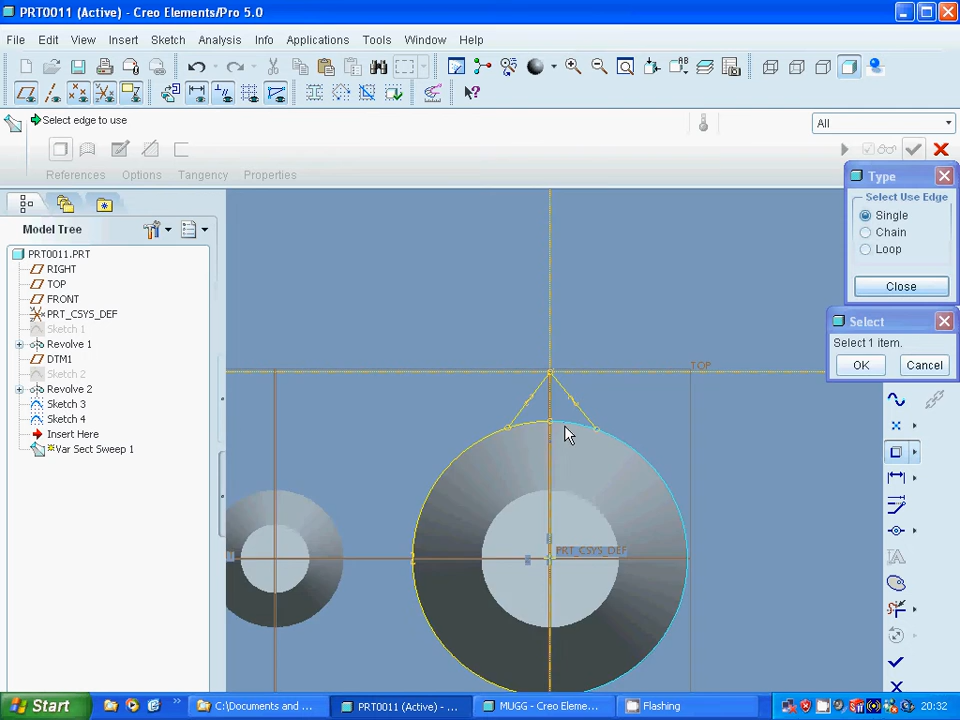 PRT0011 (Active) - Creo Elements/Pro 5.0
File Edit View Insert Sketch Analysis Info Applications Tools Window Help
Select edge to use
All
References Options Tangency Properties
Type
Select Use Edge
Single
Chain
Loop
Close
Select
Select 1 item.
OK Cancel
Model Tree
PRT0011.PRT
RIGHT
TOP
FRONT
PRT_CSYS_DEF
Sketch 1
Revolve 1
DTM1
Sketch 2
Revolve 2
Sketch 3
Sketch 4
Insert Here
Var Sect Sweep 1
TOP
PRT_CSYS_DEF
Start
C:\Documents and ...
PRT0011 (Active) - ...
MUGG - Creo Eleme...
Flashing
20:32